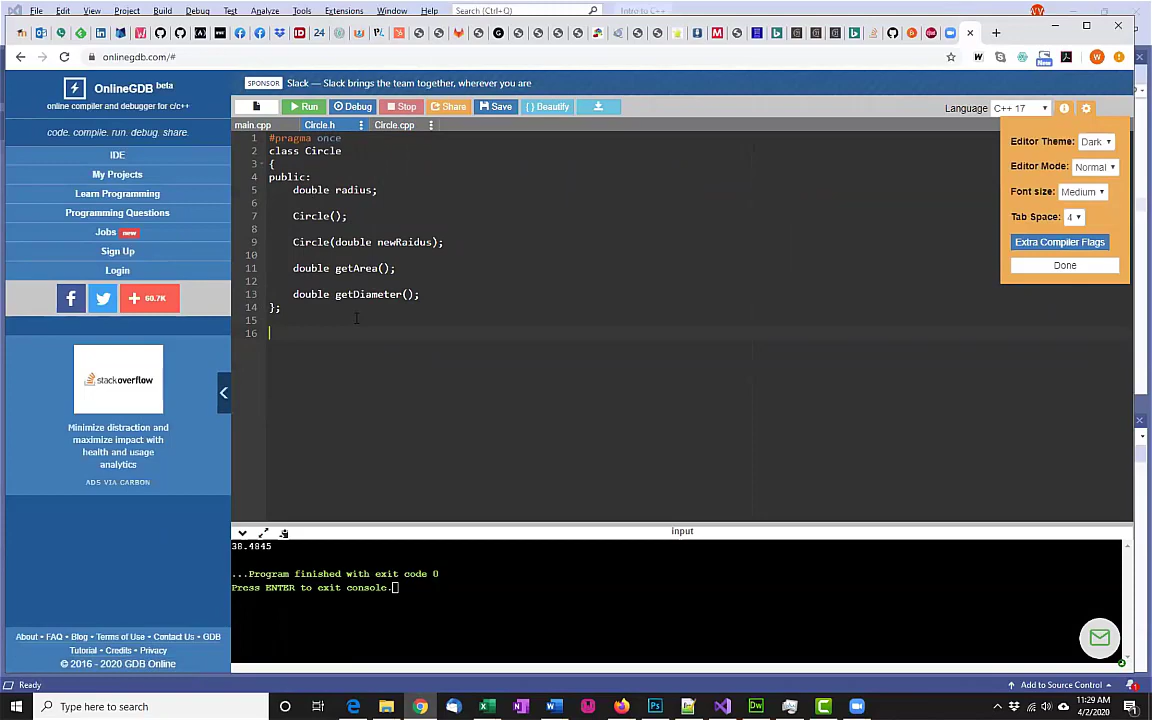 File Edit View Project Build Debug Test Analyze Tools Extensions Window Help Search (Ctrl+Q) Intro to C++
onlinegdb.com/#
New
OnlineGDB beta
online compiler and debugger for c/c++
code. compile. run. debug. share.
IDE
My Projects
Learn Programming
Programming Questions
Jobs new
Sign Up
Login
60.7K
stackoverflow
Minimize distraction and
maximize impact with
health and usage
analytics
ADS VIA CARBON
About • FAQ • Blog • Terms of Use • Contact Us • GDB
Tutorial • Credits • Privacy
© 2016 - 2020 GDB Online
SPONSOR Slack — Slack brings the team together, wherever you are
Run Debug Stop Share Save { } Beautify
Language C++ 17
main.cpp Circle.h Circle.cpp
1 #pragma once
2 class Circle
3 {
4 public:
5 double radius;
6
7 Circle();
8
9 Circle(double newRaidus);
10
11 double getArea();
12
13 double getDiameter();
14 };
15
16
Editor Theme: Dark
Editor Mode: Normal
Font size: Medium
Tab Space: 4
Extra Compiler Flags
Done
input
38.4845
...Program finished with exit code 0
Press ENTER to exit console.
Ready
Add to Source Control
Type here to search
11:29 AM
4/2/2020